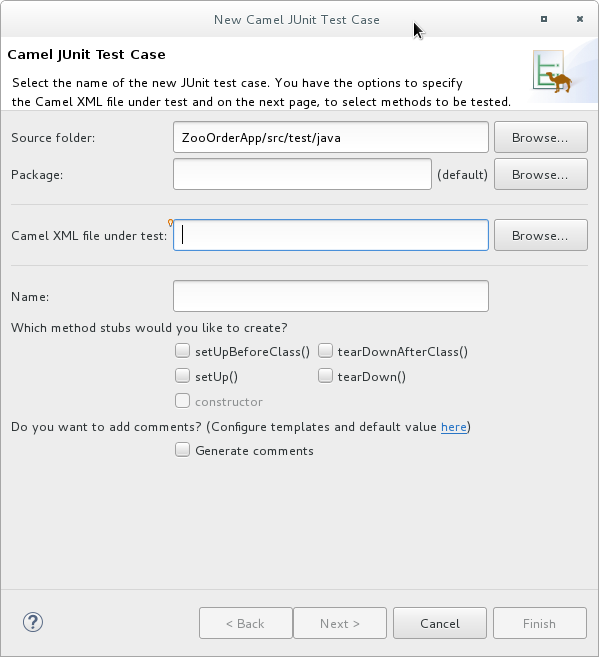 New Camel JUnit Test Case
Camel JUnit Test Case
Select the name of the new JUnit test case. You have the options to specify
the Camel XML file under test and on the next page, to select methods to be tested.
Source folder: ZooOrderApp/src/test/java Browse...
Package: (default) Browse...
Camel XML file under test: Browse...
Name:
Which method stubs would you like to create?
setUpBeforeClass() tearDownAfterClass()
setUp() tearDown()
constructor
Do you want to add comments? (Configure templates and default value here)
Generate comments
? < Back Next > Cancel Finish